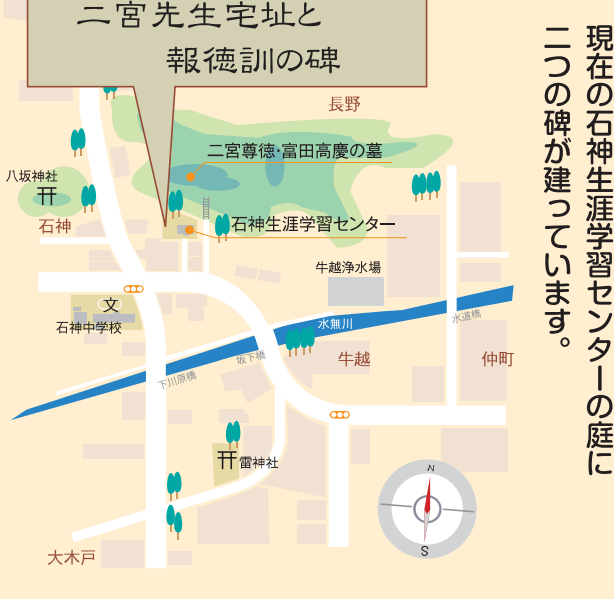 現在の石神生涯学習センターの庭に
二つの碑が建っています。
二宮先生宅址と
報徳訓の碑
長野
二宮尊徳・富田高慶の墓
八坂神社
石神
石神生涯学習センター
牛越浄水場
文
石神中学校
水無川
水道橋
坂下橋
牛越
仲町
下川原橋
雷神社
大木戸
N
S